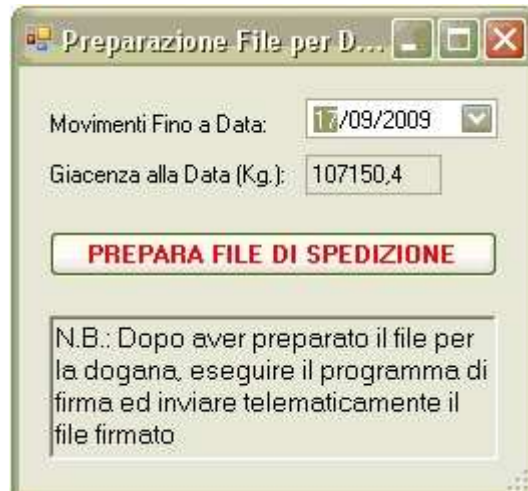 Preparazione File per D...
Movimenti Fino a Data: 17/09/2009
Giacenza alla Data (Kg.): 107150,4
PREPARA FILE DI SPEDIZIONE
N.B.: Dopo aver preparato il file per
la dogana, eseguire il programma di
firma ed inviare telematicamente il
file firmato